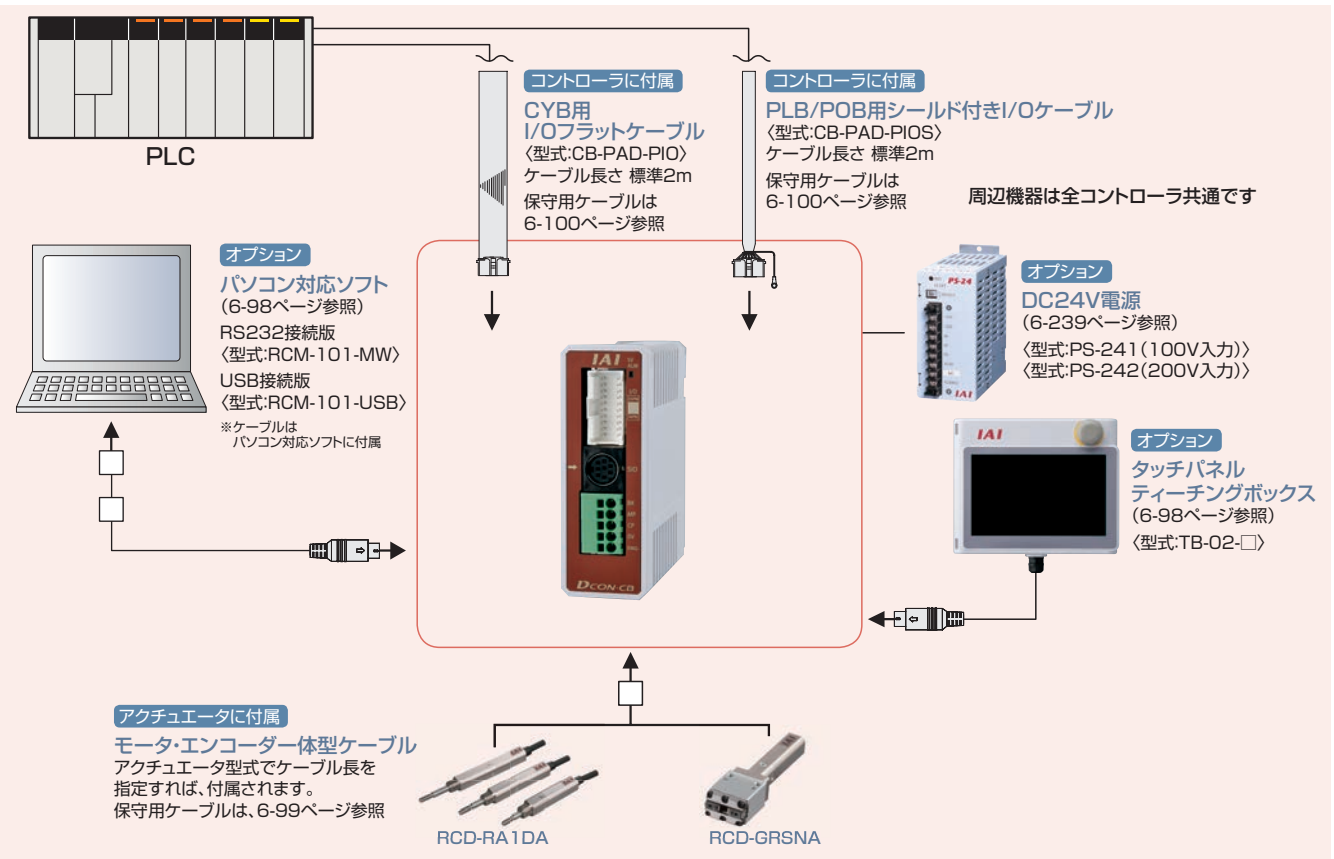 PLC
コントローラに付属
CYB用
I/Oフラットケーブル
〈型式:CB-PAD-PIO〉
ケーブル長さ 標準2m
保守用ケーブルは
6-100ページ参照
コントローラに付属
PLB/POB用シールド付きI/Oケーブル
〈型式:CB-PAD-PIOS〉
ケーブル長さ 標準2m
保守用ケーブルは
6-100ページ参照
周辺機器は全コントローラ共通です
オプション
パソコン対応ソフト
(6-98ページ参照)
RS232接続版
〈型式:RCM-101-MW〉
USB接続版
〈型式:RCM-101-USB〉
※ケーブルは
パソコン対応ソフトに付属
IAI
SIO
DCON-CB
PS-24
IAI
オプション
DC24V電源
(6-239ページ参照)
〈型式:PS-241(100V入力)〉
〈型式:PS-242(200V入力)〉
IAI
オプション
タッチパネル
ティーチングボックス
(6-98ページ参照)
〈型式:TB-02-□〉
アクチュエータに付属
モータ・エンコーダ一体型ケーブル
アクチュエータ型式でケーブル長を
指定すれば、付属されます。
保守用ケーブルは、6-99ページ参照
RCD-RA1DA
RCD-GRSNA